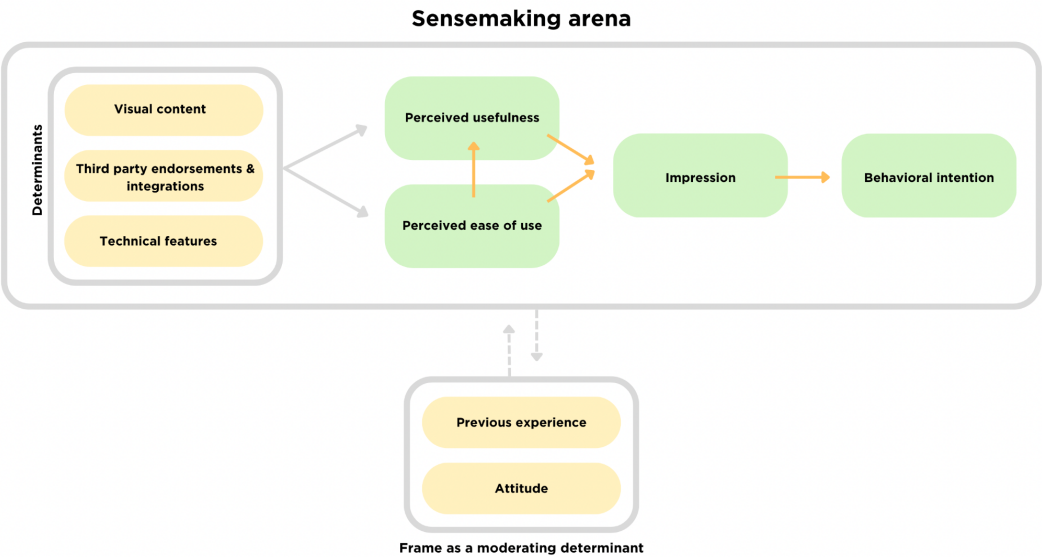 Sensemaking arena
Determinants
Visual content
Third party endorsements &
integrations
Technical features
Perceived usefulness
Perceived ease of use
Impression
Behavioral intention
Previous experience
Attitude
Frame as a moderating determinant